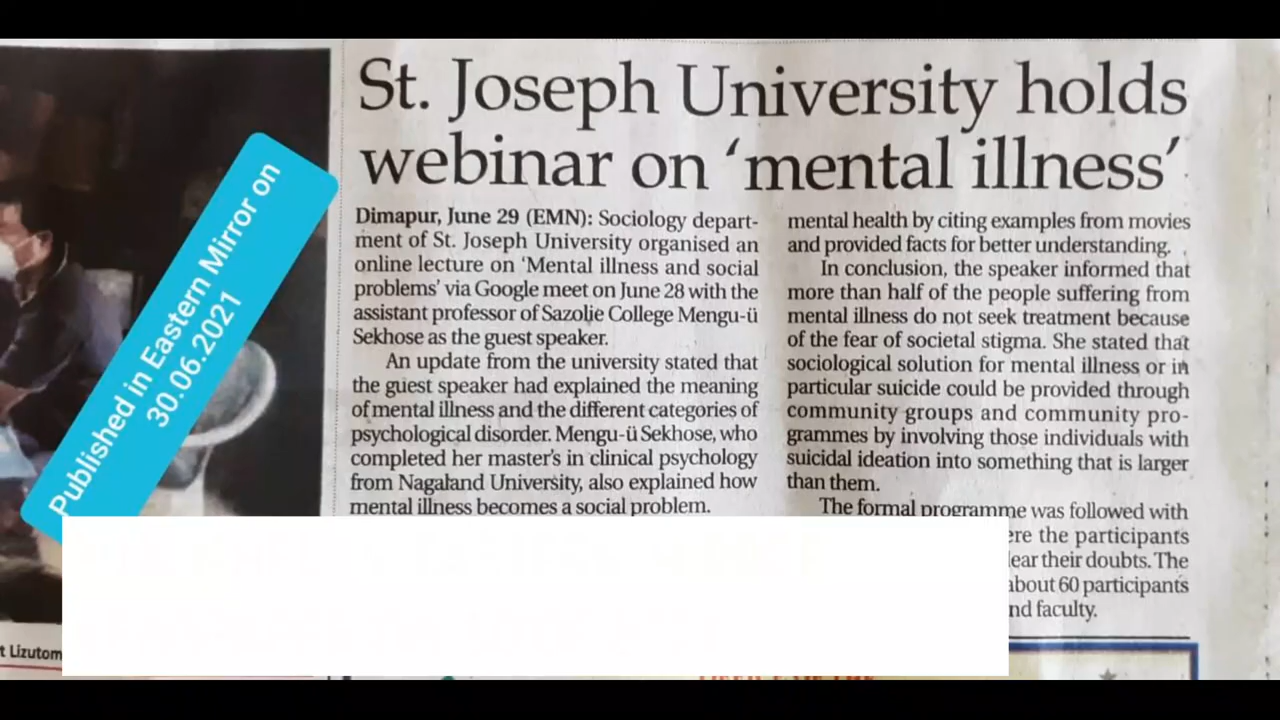 Published in Eastern Mirror on
30.06.2021
St. Joseph University holds
webinar on ‘mental illness’
Dimapur, June 29 (EMN): Sociology depart-
ment of St. Joseph University organised an
online lecture on ‘Mental illness and social
problems’ via Google meet on June 28 with the
assistant professor of Sazolie College Mengu-ü
Sekhose as the guest speaker.
An update from the university stated that
the guest speaker had explained the meaning
of mental illness and the different categories of
psychological disorder. Mengu-ü Sekhose, who
completed her master's in clinical psychology
from Nagaland University, also explained how
mental illness becomes a social problem.
mental health by citing examples from movies
and provided facts for better understanding.
In conclusion, the speaker informed that
more than half of the people suffering from
mental illness do not seek treatment because
of the fear of societal stigma. She stated that
sociological solution for mental illness or in
particular suicide could be provided through
community groups and community pro-
grammes by involving those individuals with
suicidal ideation into something that is larger
than them.
The formal programme was followed with
the participants
their doubts. The
about 60 participants
faculty.